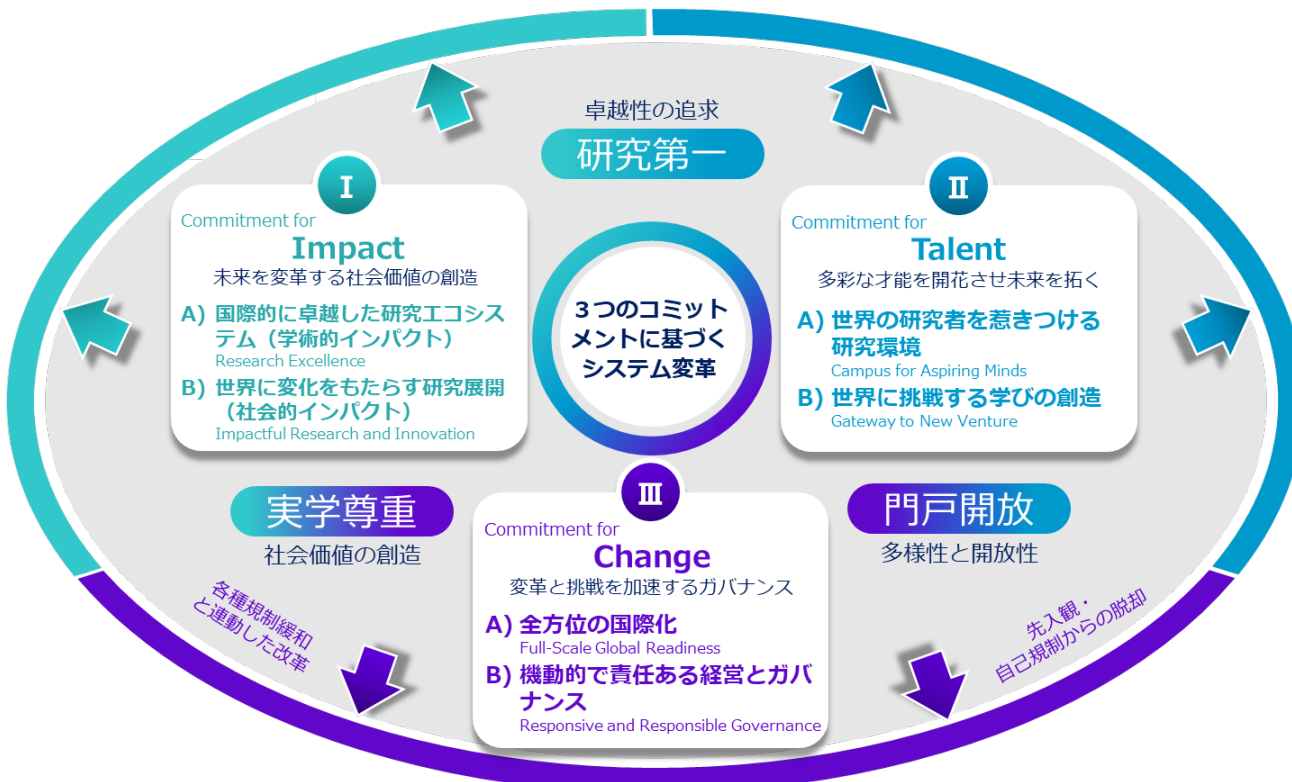 卓越性の追求
研究第一
I
Commitment for
Impact
未来を変革する社会価値の創造
A) 国際的に卓越した研究エコシス
テム（学術的インパクト）
Research Excellence
B) 世界に変化をもたらす研究展開
（社会的インパクト）
Impactful Research and Innovation
３つのコミット
メントに基づく
システム変革
II
Commitment for
Talent
多彩な才能を開花させ未来を拓く
A) 世界の研究者を惹きつける
研究環境
Campus for Aspiring Minds
B) 世界に挑戦する学びの創造
Gateway to New Venture
実学尊重
社会価値の創造
III
Commitment for
Change
変革と挑戦を加速するガバナンス
A) 全方位の国際化
Full-Scale Global Readiness
B) 機動的で責任ある経営とガバ
ナンス
Responsive and Responsible Governance
門戸開放
多様性と開放性
各種規制緩和
と連動した改革
先入観・
自己規制からの脱却